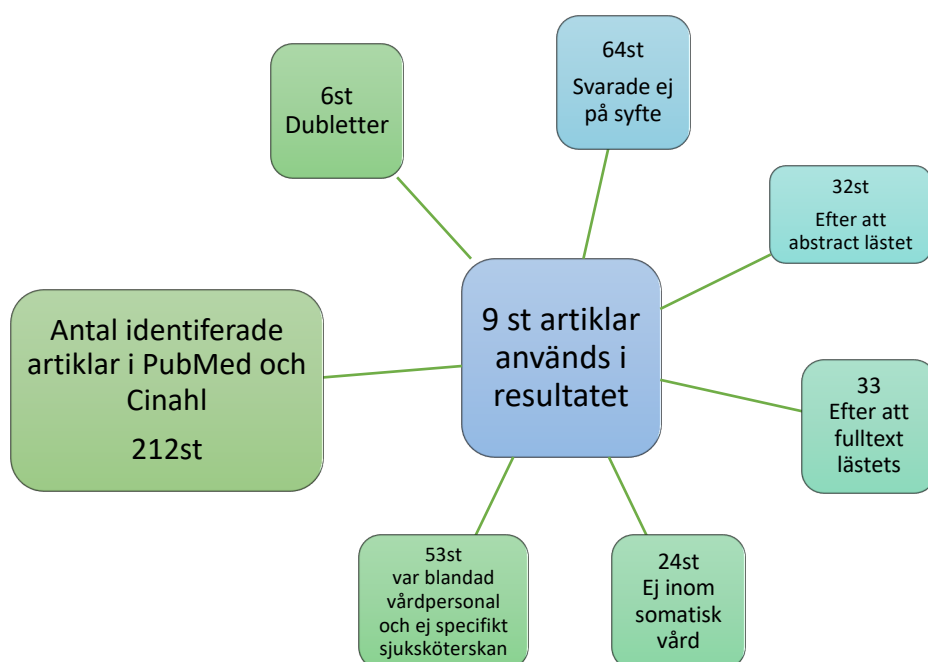 6st
Dubletter
64st
Svarade ej
på syfte
32st
Efter att
abstract lästet
Antal identiferade
artiklar i PubMed och
Cinahl
212st
9 st artiklar
används i
resultatet
33
Efter att
fulltext
lästets
53st
var blandad
vårdpersonal
och ej specifikt
sjuksköterskan
24st
Ej inom
somatisk
vård